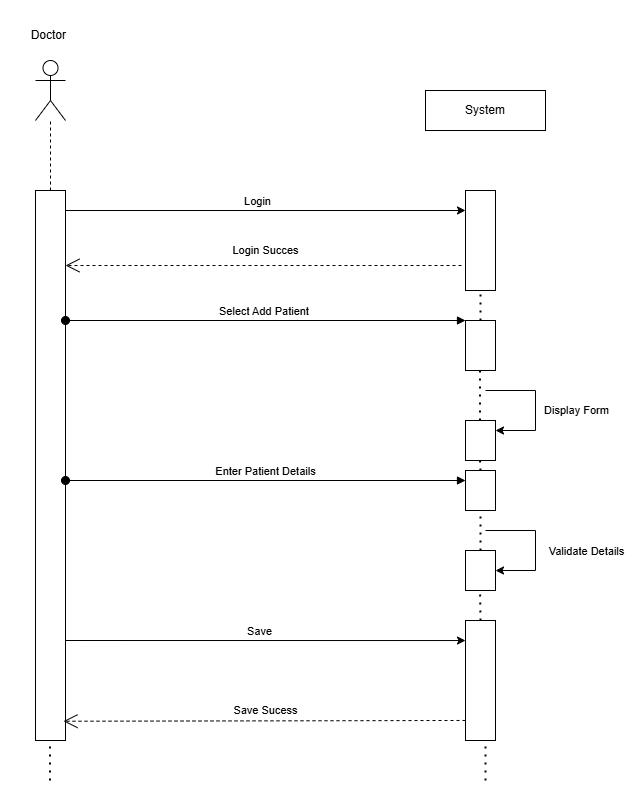 Doctor
System
Login
Login Succes
Select Add Patient
Display Form
Enter Patient Details
Validate Details
Save
Save Sucess